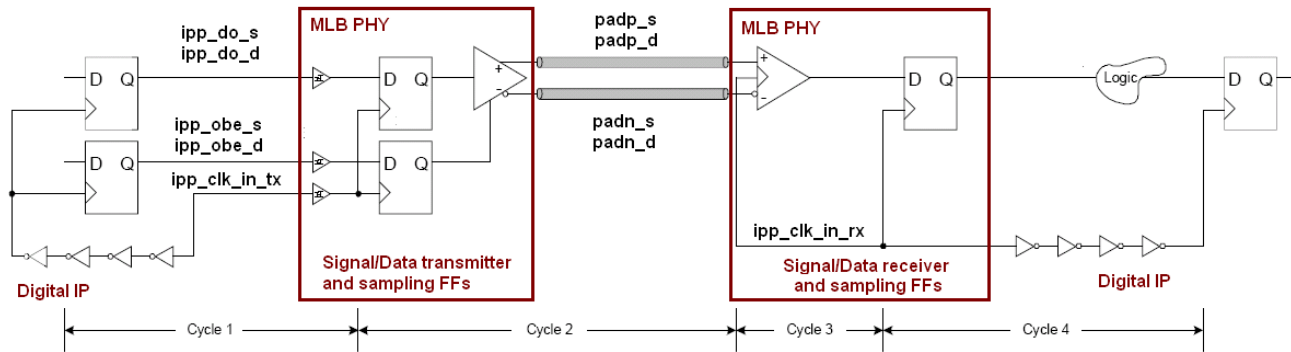 MLB PHY
MLB PHY
ipp_do_s
ipp_do_d
padp_s
padp_d
D Q
D Q
+
-
+
-
D Q
Logic
D Q
ipp_obe_s
ipp_obe_d
padn_s
padn_d
D Q
D Q
ipp_clk_in_tx
ipp_clk_in_rx
Digital IP
Signal/Data transmitter
and sampling FFs
Signal/Data receiver
and sampling FFs
Digital IP
Cycle 1
Cycle 2
Cycle 3
Cycle 4